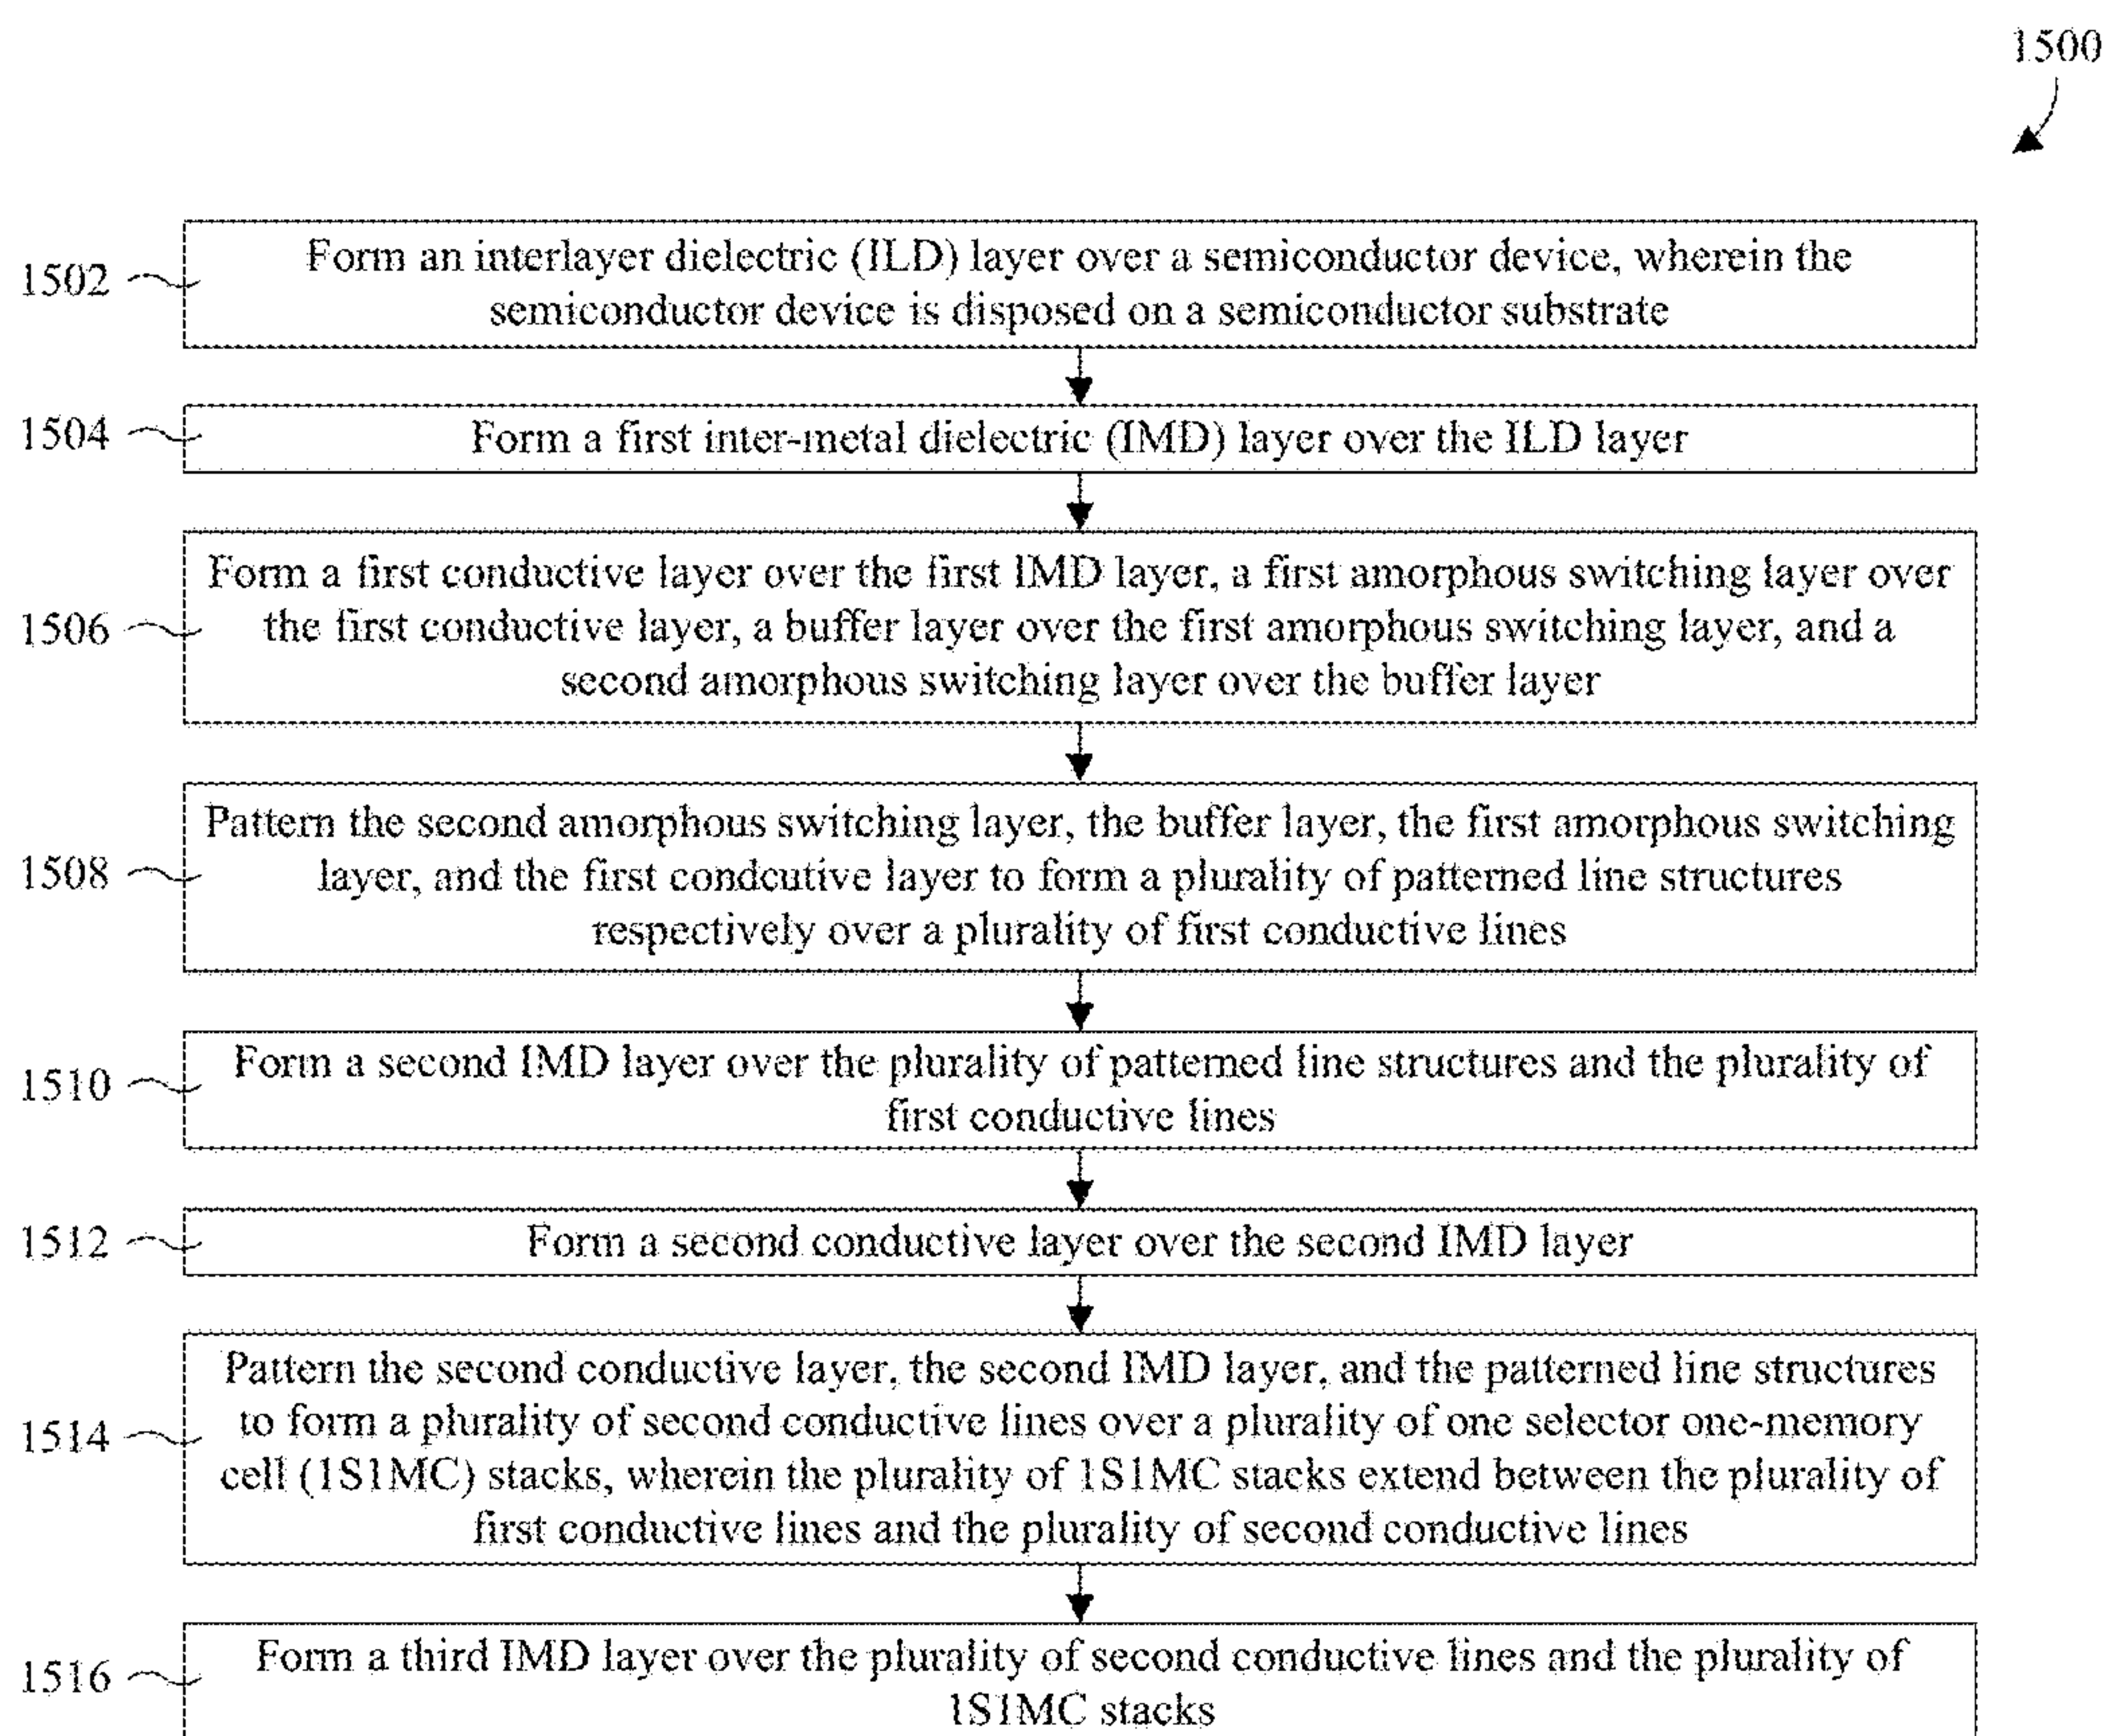 1500
1502
Form an interlayer dielectric (ILD) layer over a semiconductor device, wherein the
semiconductor device is disposed on a semiconductor substrate
1504
Form a first inter-metal dielectric (IMD) layer over the ILD layer
1506
Form a first conductive layer over the first IMD layer, a first amorphous switching layer over
the first conductive layer, a buffer layer over the first amorphous switching layer, and a
second amorphous switching layer over the buffer layer
1508
Pattern the second amorphous switching layer, the buffer layer, the first amorphous switching
layer, and the first condcutive layer to form a plurality of patterned line structures
respectively over a plurality of first conductive lines
1510
Form a second IMD layer over the plurality of patterned line structures and the plurality of
first conductive lines
1512
Form a second conductive layer over the second IMD layer
1514
Pattern the second conductive layer, the second IMD layer, and the patterned line structures
to form a plurality of second conductive lines over a plurality of one selector one-memory
cell (1S1MC) stacks, wherein the plurality of 1S1MC stacks extend between the plurality of
first conductive lines and the plurality of second conductive lines
1516
Form a third IMD layer over the plurality of second conductive lines and the plurality of
1S1MC stacks